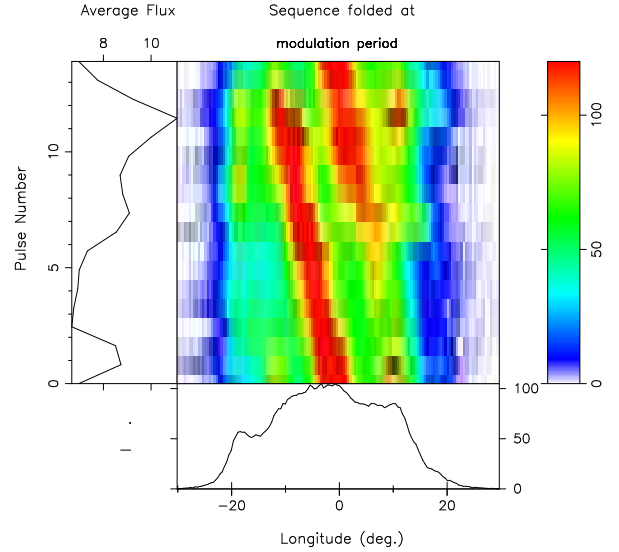 Average Flux
Sequence folded at
8 10
modulation period
Pulse Number
0 5 10
0 50 100
100
50
0
−20 0 20
Longitude (deg.)